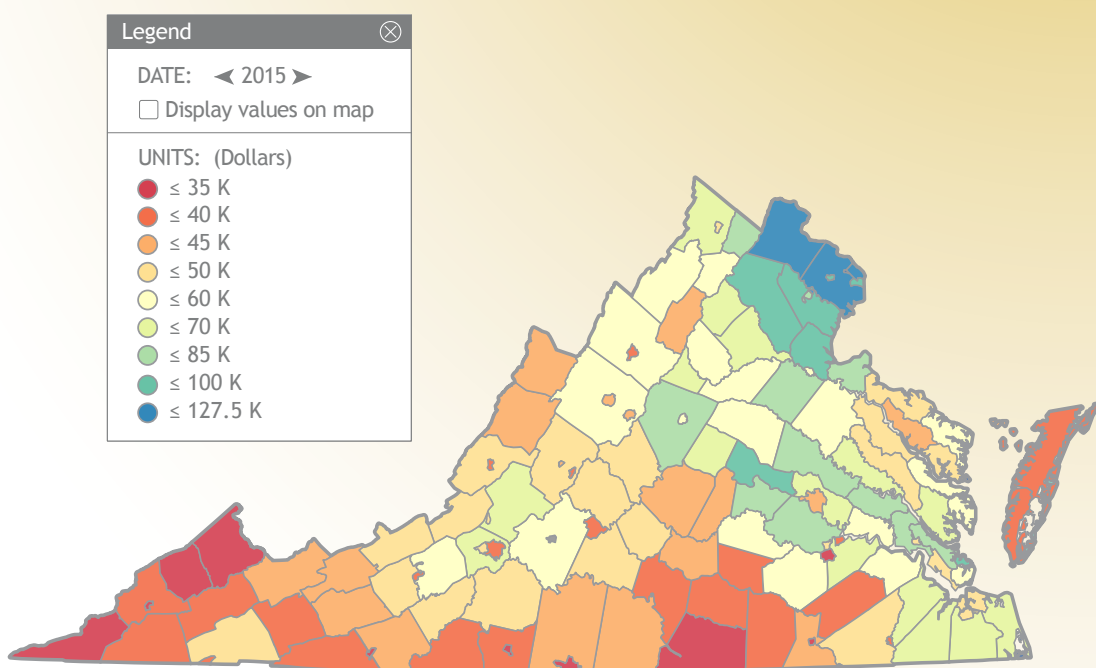 Legend
DATE: ◀ 2015 ▶
Display values on map
UNITS: (Dollars)
≤ 35 K
≤ 40 K
≤ 45 K
≤ 50 K
≤ 60 K
≤ 70 K
≤ 85 K
≤ 100 K
≤ 127.5 K